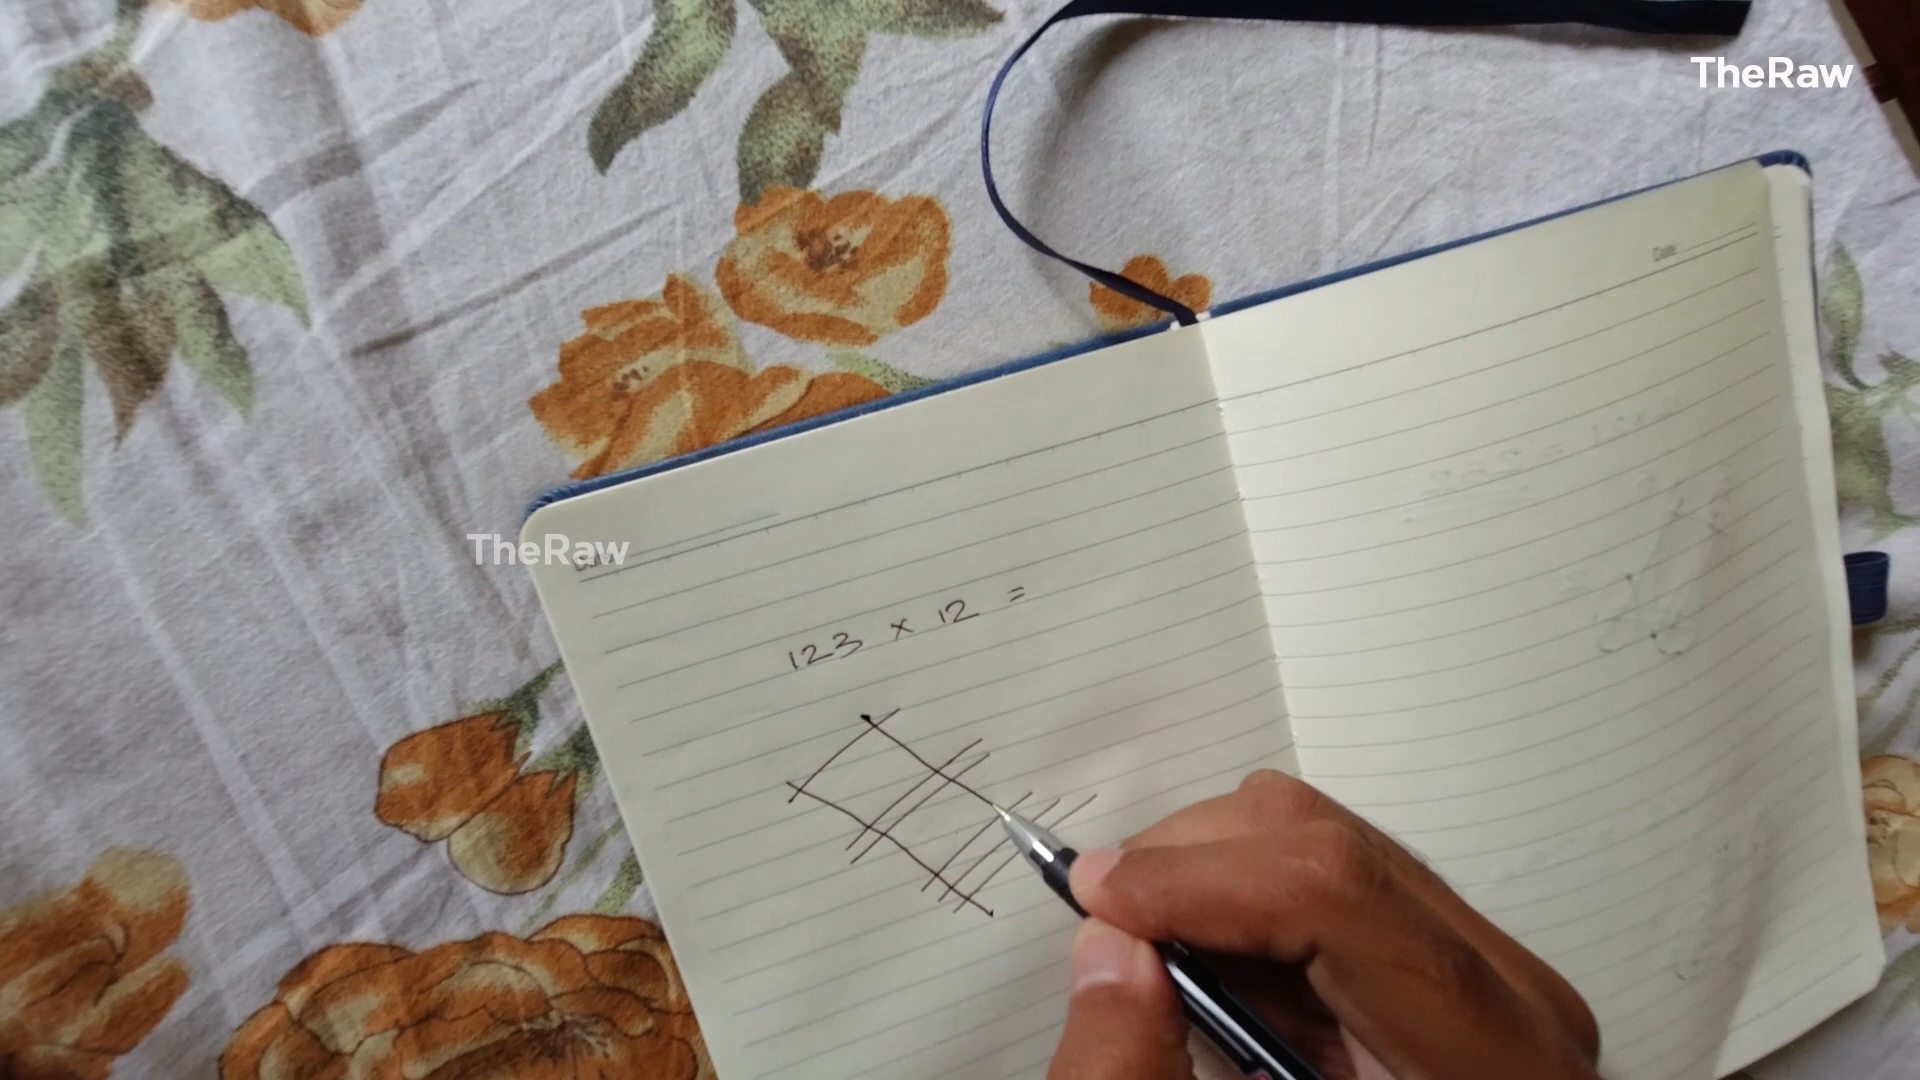 TheRaw
Date
TheRaw
123 x 12 =